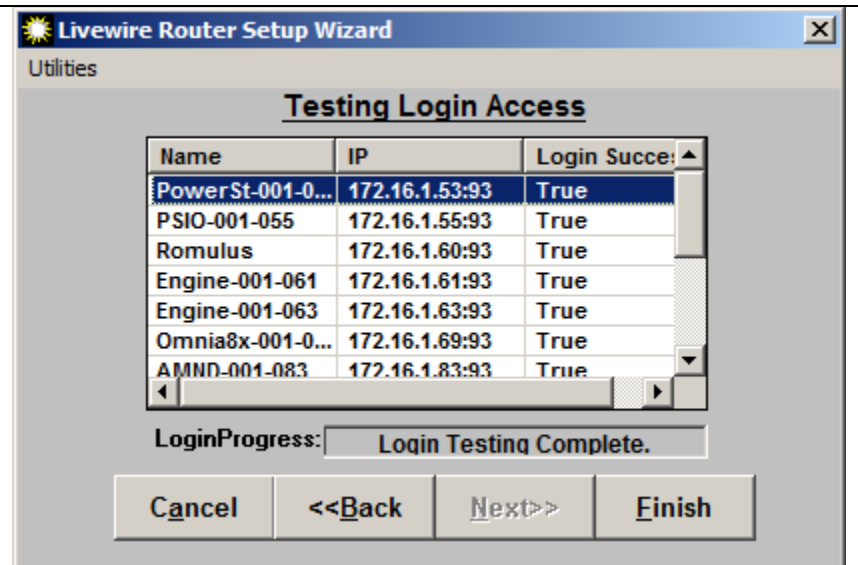 Livewire Router Setup Wizard
Utilities
Testing Login Access
Name IP Login Succes
PowerSt-001-0... 172.16.1.53:93 True
PSIO-001-055 172.16.1.55:93 True
Romulus 172.16.1.60:93 True
Engine-001-061 172.16.1.61:93 True
Engine-001-063 172.16.1.63:93 True
Omnia8x-001-0... 172.16.1.69:93 True
AMND-001-083 172.16.1.83:93 True
LoginProgress: Login Testing Complete.
Cancel <<Back Next>> Finish